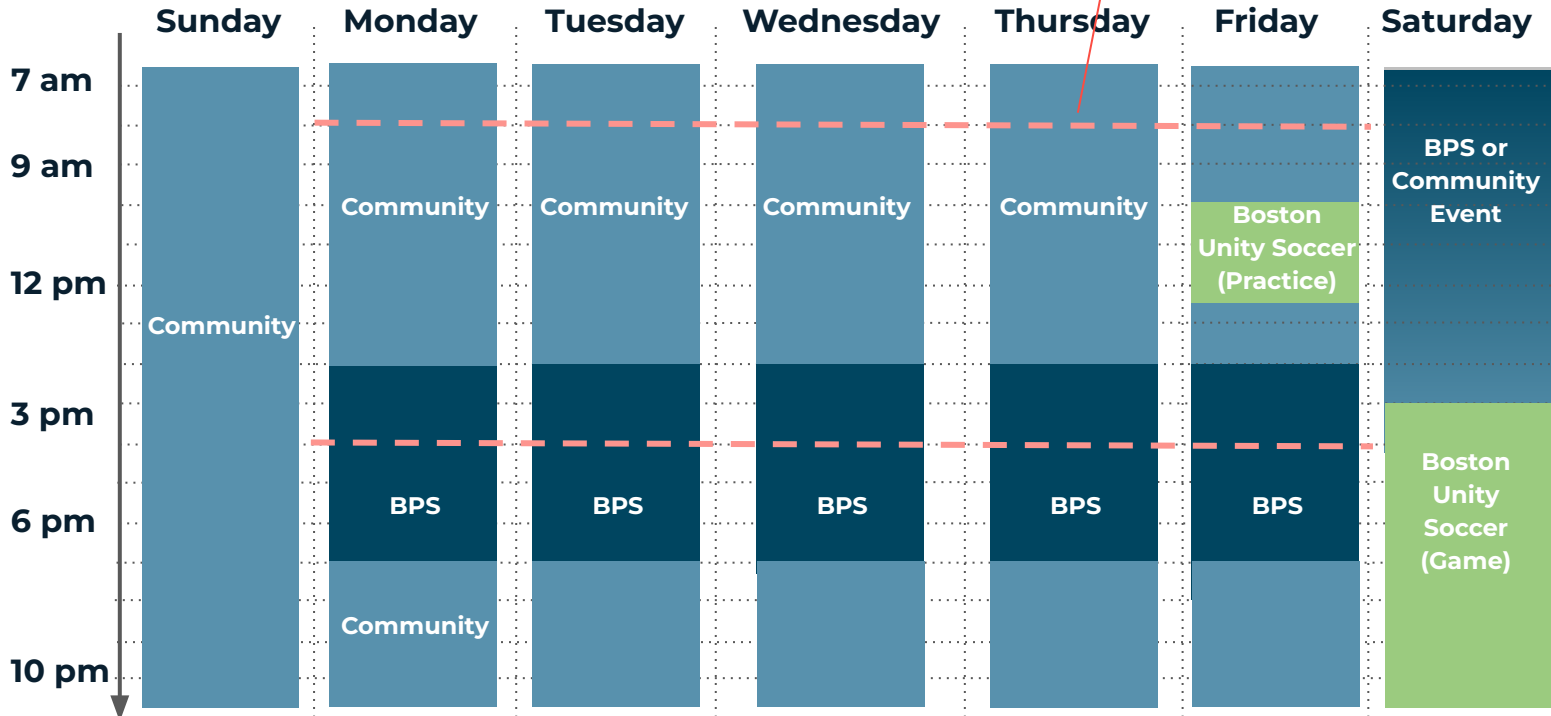 Sunday Monday Tuesday Wednesday Thursday Friday Saturday
7 am
9 am
12 pm
3 pm
6 pm
10 pm
Community
Community
BPS
Community
Community
BPS
Community
BPS
Community
BPS
Boston
Unity Soccer
(Practice)
BPS
BPS or
Community
Event
Boston
Unity
Soccer
(Game)